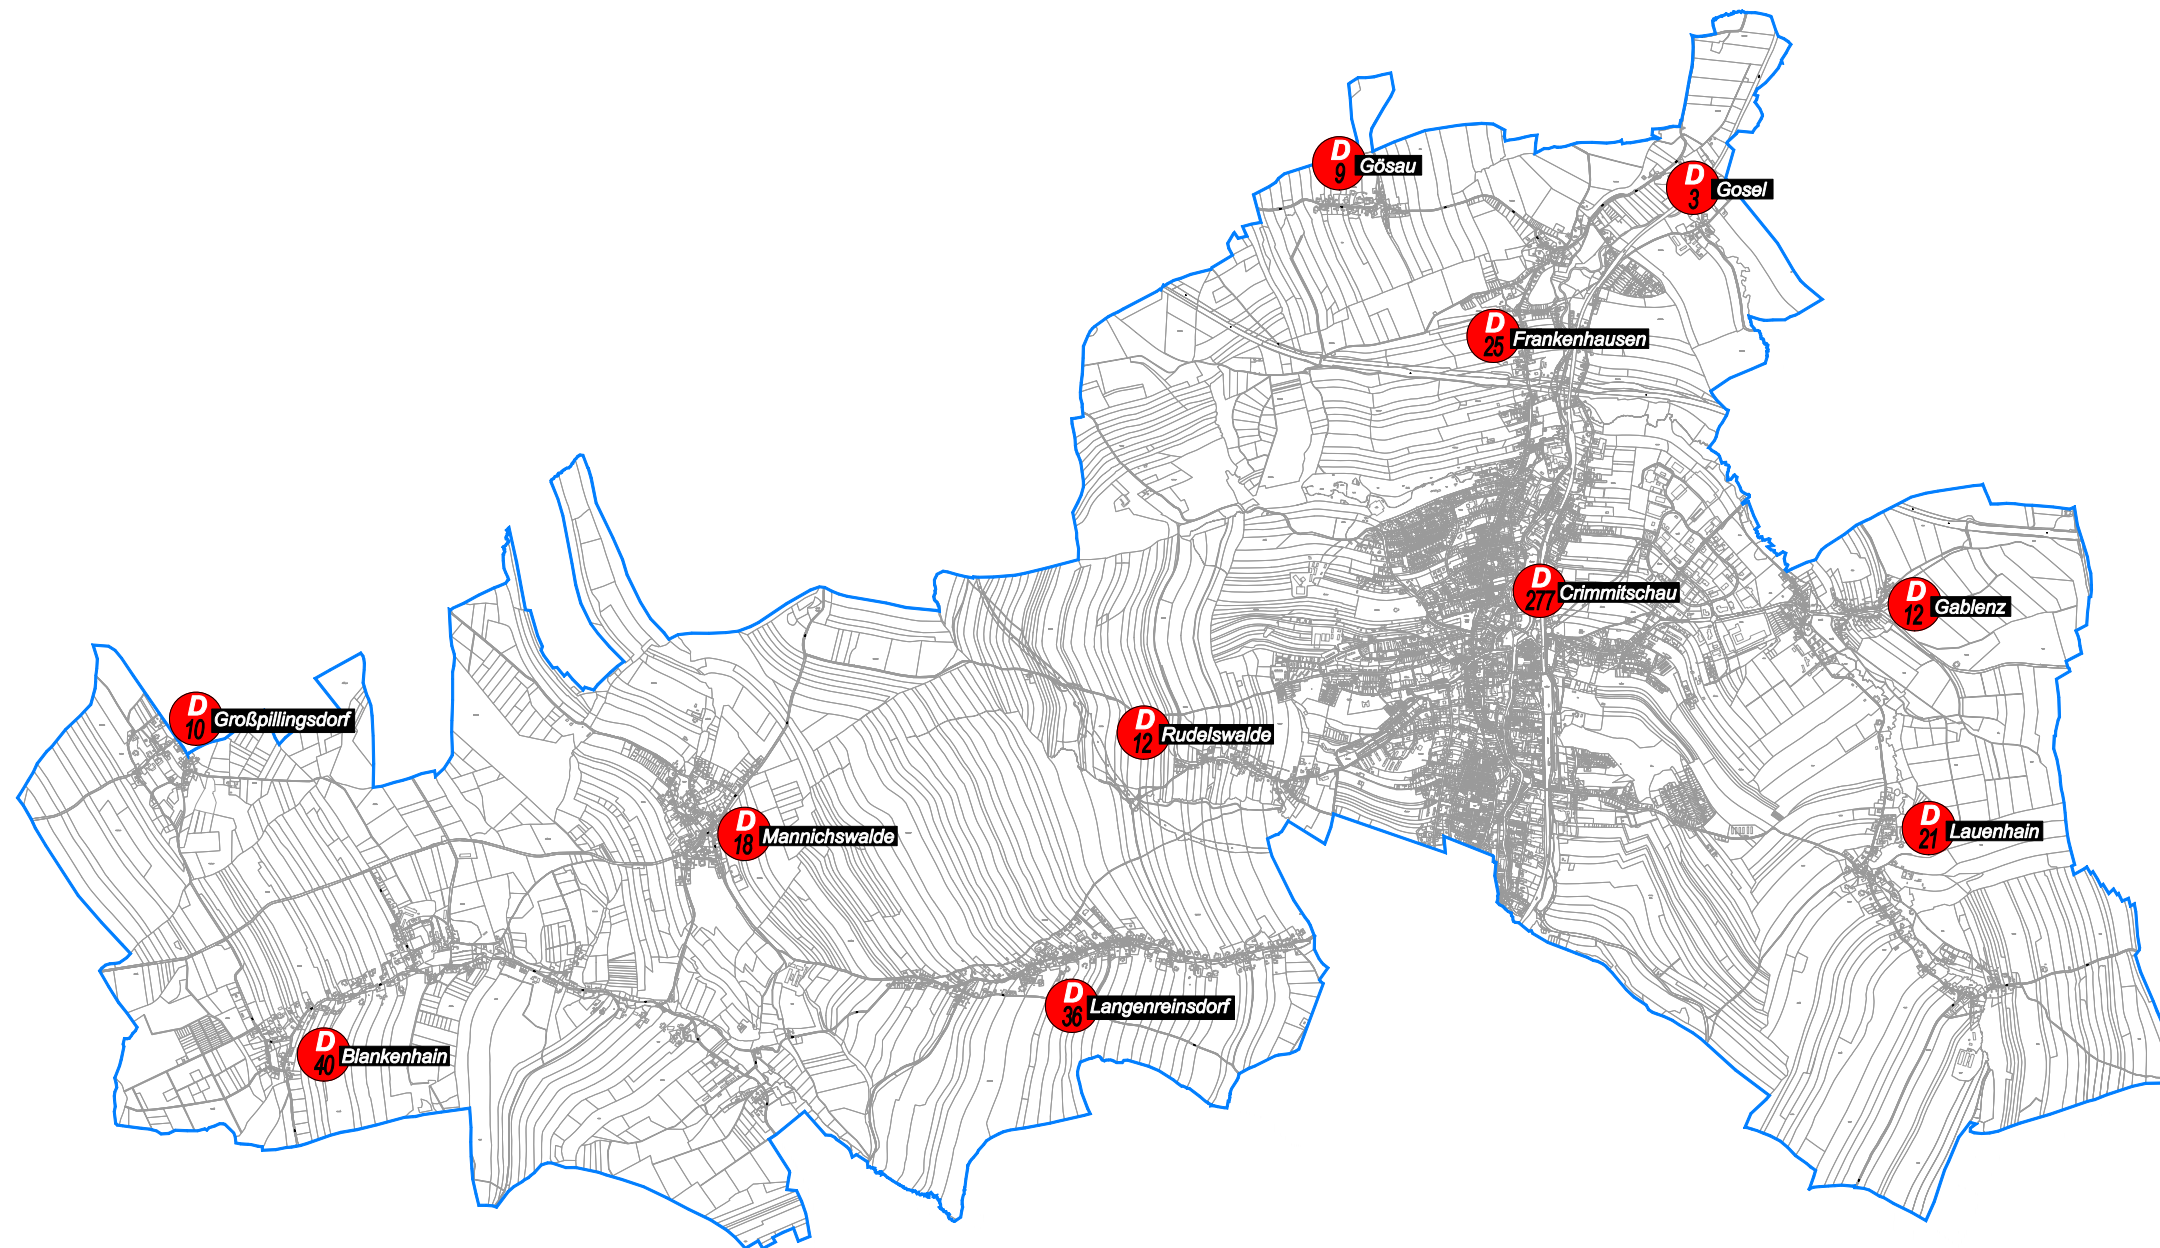 D
9
Gösau
D
3
Gosel
D
25
Frankenhausen
D
277
Crimmitschau
D
12
Gablenz
D
10
Großpillingsdorf
D
12
Rudelswalde
D
18
Mannichswalde
D
21
Lauenhain
D
36
Langenreinsdorf
D
40
Blankenhain